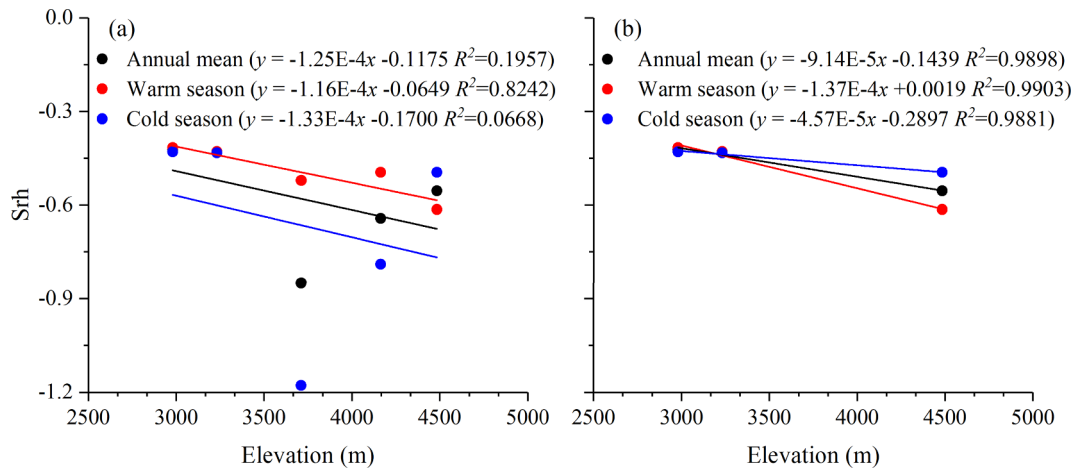 (a)
Annual mean (y = -1.25E-4x -0.1175 R²=0.1957)
Warm season (y = -1.16E-4x -0.0649 R²=0.8242)
Cold season (y = -1.33E-4x -0.1700 R²=0.0668)
0.0
-0.3
-0.6
-0.9
-1.2
Srh
2500 3000 3500 4000 4500 5000
Elevation (m)
(b)
Annual mean (y = -9.14E-5x -0.1439 R²=0.9898)
Warm season (y = -1.37E-4x +0.0019 R²=0.9903)
Cold season (y = -4.57E-5x -0.2897 R²=0.9881)
2500 3000 3500 4000 4500 5000
Elevation (m)